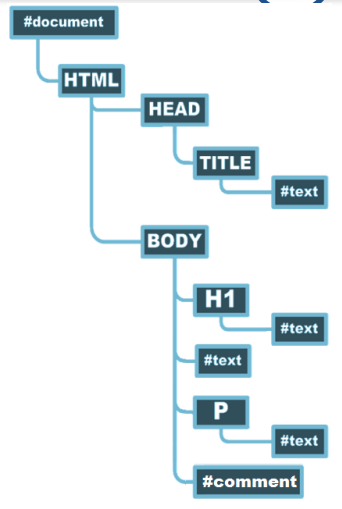 #document
HTML
HEAD
TITLE
#text
BODY
H1
#text
#text
P
#text
#comment